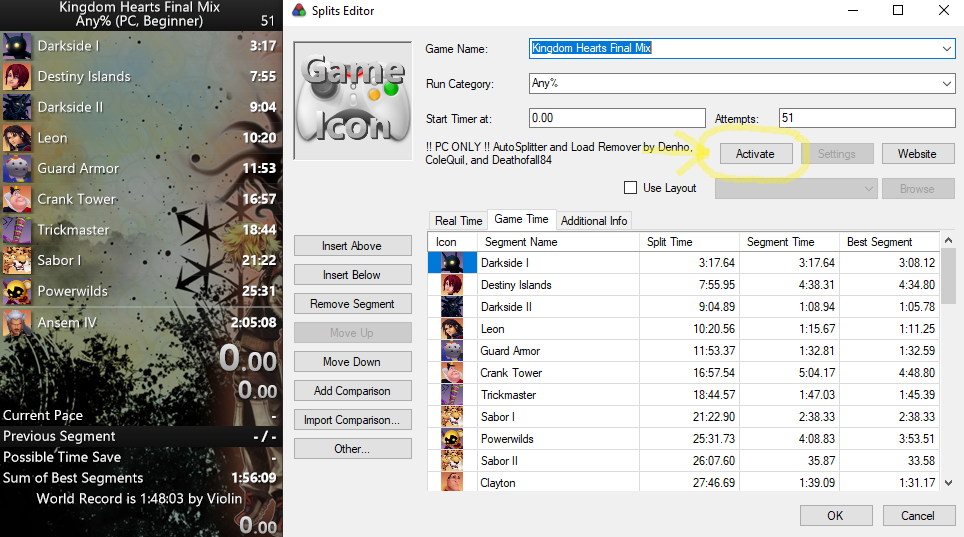 Kingdom Hearts Final Mix
Any% (PC, Beginner) 51
Darkside I 3:17
Destiny Islands 7:55
Darkside II 9:04
Leon 10:20
Guard Armor 11:53
Crank Tower 16:57
Trickmaster 18:44
Sabor I 21:22
Powerwilds 25:31
Ansem IV 2:05:08
0.00
0.00
Current Pace -
Previous Segment - / -
Possible Time Save -
Sum of Best Segments 1:56:09
World Record is 1:48:03 by Violin
0.00
Splits Editor
Game
Icon
Game Name: Kingdom Hearts Final Mix
Run Category: Any%
Start Timer at: 0.00 Attempts: 51
!! PC ONLY !! AutoSplitter and Load Remover by Denho,
ColeQuil, and Deathofall84
Activate Settings Website
Use Layout Browse
Real Time Game Time Additional Info
Insert Above
Insert Below
Remove Segment
Move Up
Move Down
Add Comparison
Import Comparison...
Other...
Icon Segment Name Split Time Segment Time Best Segment
Darkside I 3:17.64 3:17.64 3:08.12
Destiny Islands 7:55.95 4:38.31 4:34.80
Darkside II 9:04.89 1:08.94 1:05.78
Leon 10:20.56 1:15.67 1:11.25
Guard Armor 11:53.37 1:32.81 1:32.59
Crank Tower 16:57.54 5:04.17 4:48.80
Trickmaster 18:44.57 1:47.03 1:45.39
Sabor I 21:22.90 2:38.33 2:38.33
Powerwilds 25:31.73 4:08.83 3:53.51
Sabor II 26:07.60 35.87 33.58
Clayton 27:46.69 1:39.09 1:31.17
OK Cancel